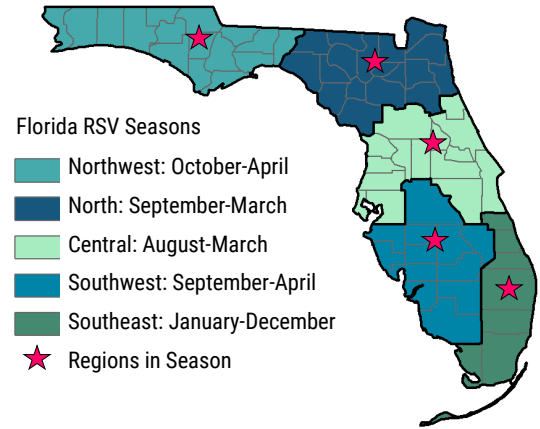 Florida RSV Seasons
Northwest: October-April
North: September-March
Central: August-March
Southwest: September-April
Southeast: January-December
Regions in Season